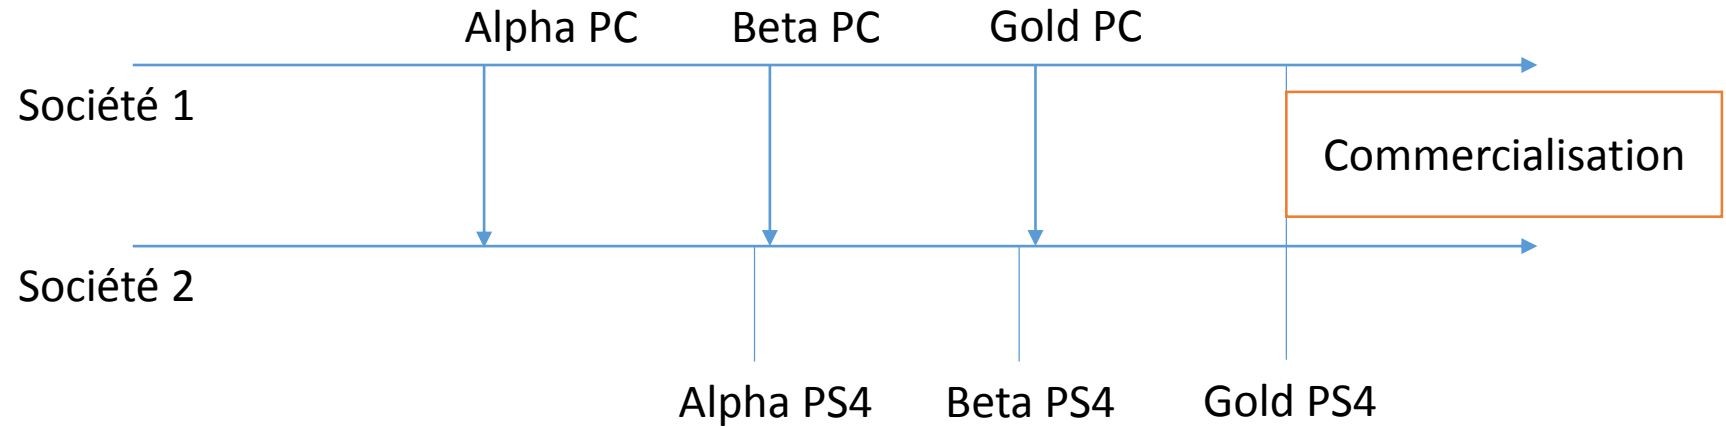 Alpha PC Beta PC Gold PC
Société 1
Commercialisation
Société 2
Alpha PS4 Beta PS4 Gold PS4